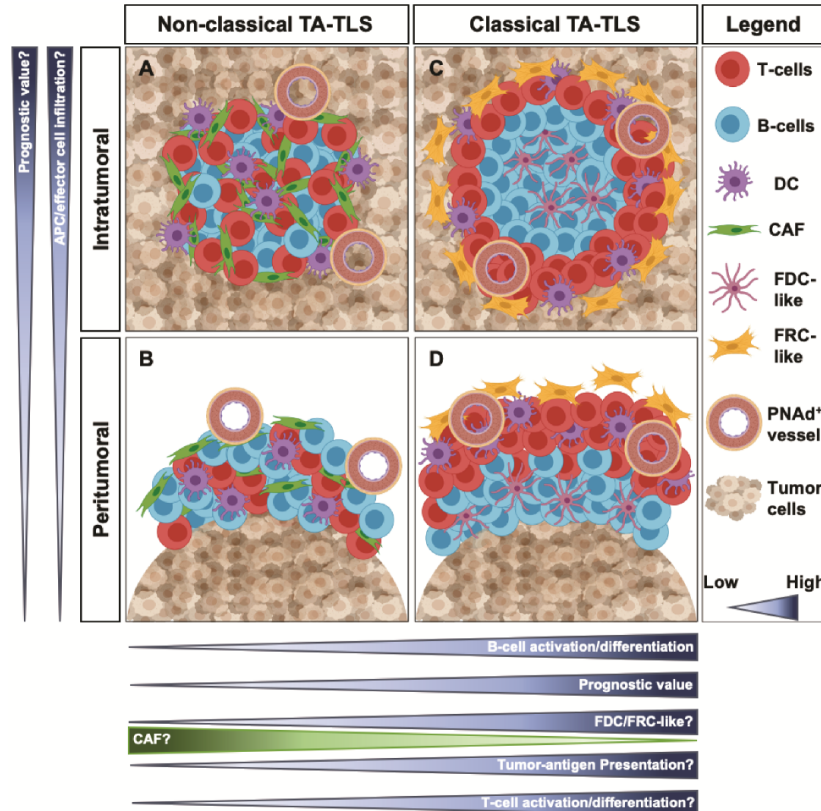 Non-classical TA-TLS
Classical TA-TLS
Legend
Prognostic value?
APC/effector cell infiltration?
Intratumoral
Peritumoral
A
C
B
D
T-cells
B-cells
DC
CAF
FDC-
like
FRC-
like
PNAd+
vessel
Tumor
cells
Low
High
B-cell activation/differentiation
Prognostic value
FDC/FRC-like?
CAF?
Tumor-antigen Presentation?
T-cell activation/differentiation?